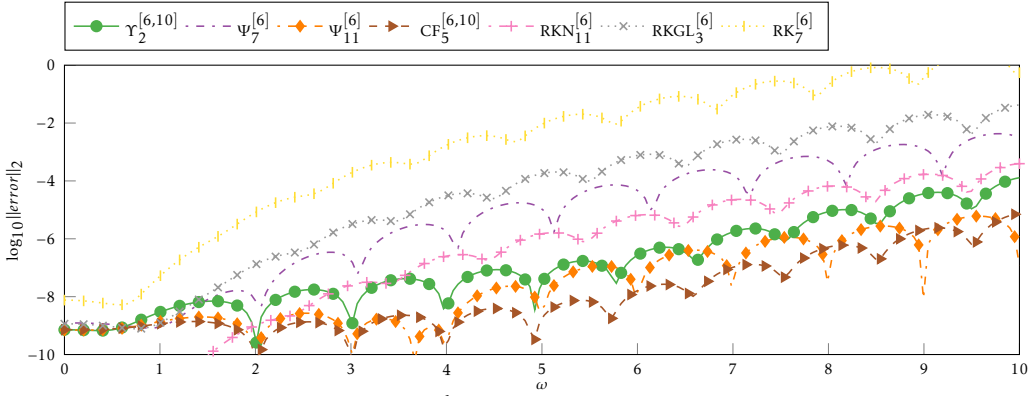 ϒ₂^[6,10] Ψ₇^[6] Ψ₁₁^[6] CF₅^[6,10] RKN₁₁^[6] RKGL₃^[6] RK₇^[6]
0
−2
−4
−6
−8
−10
log₁₀ ||error||₂
0 1 2 3 4 5 6 7 8 9 10
ω